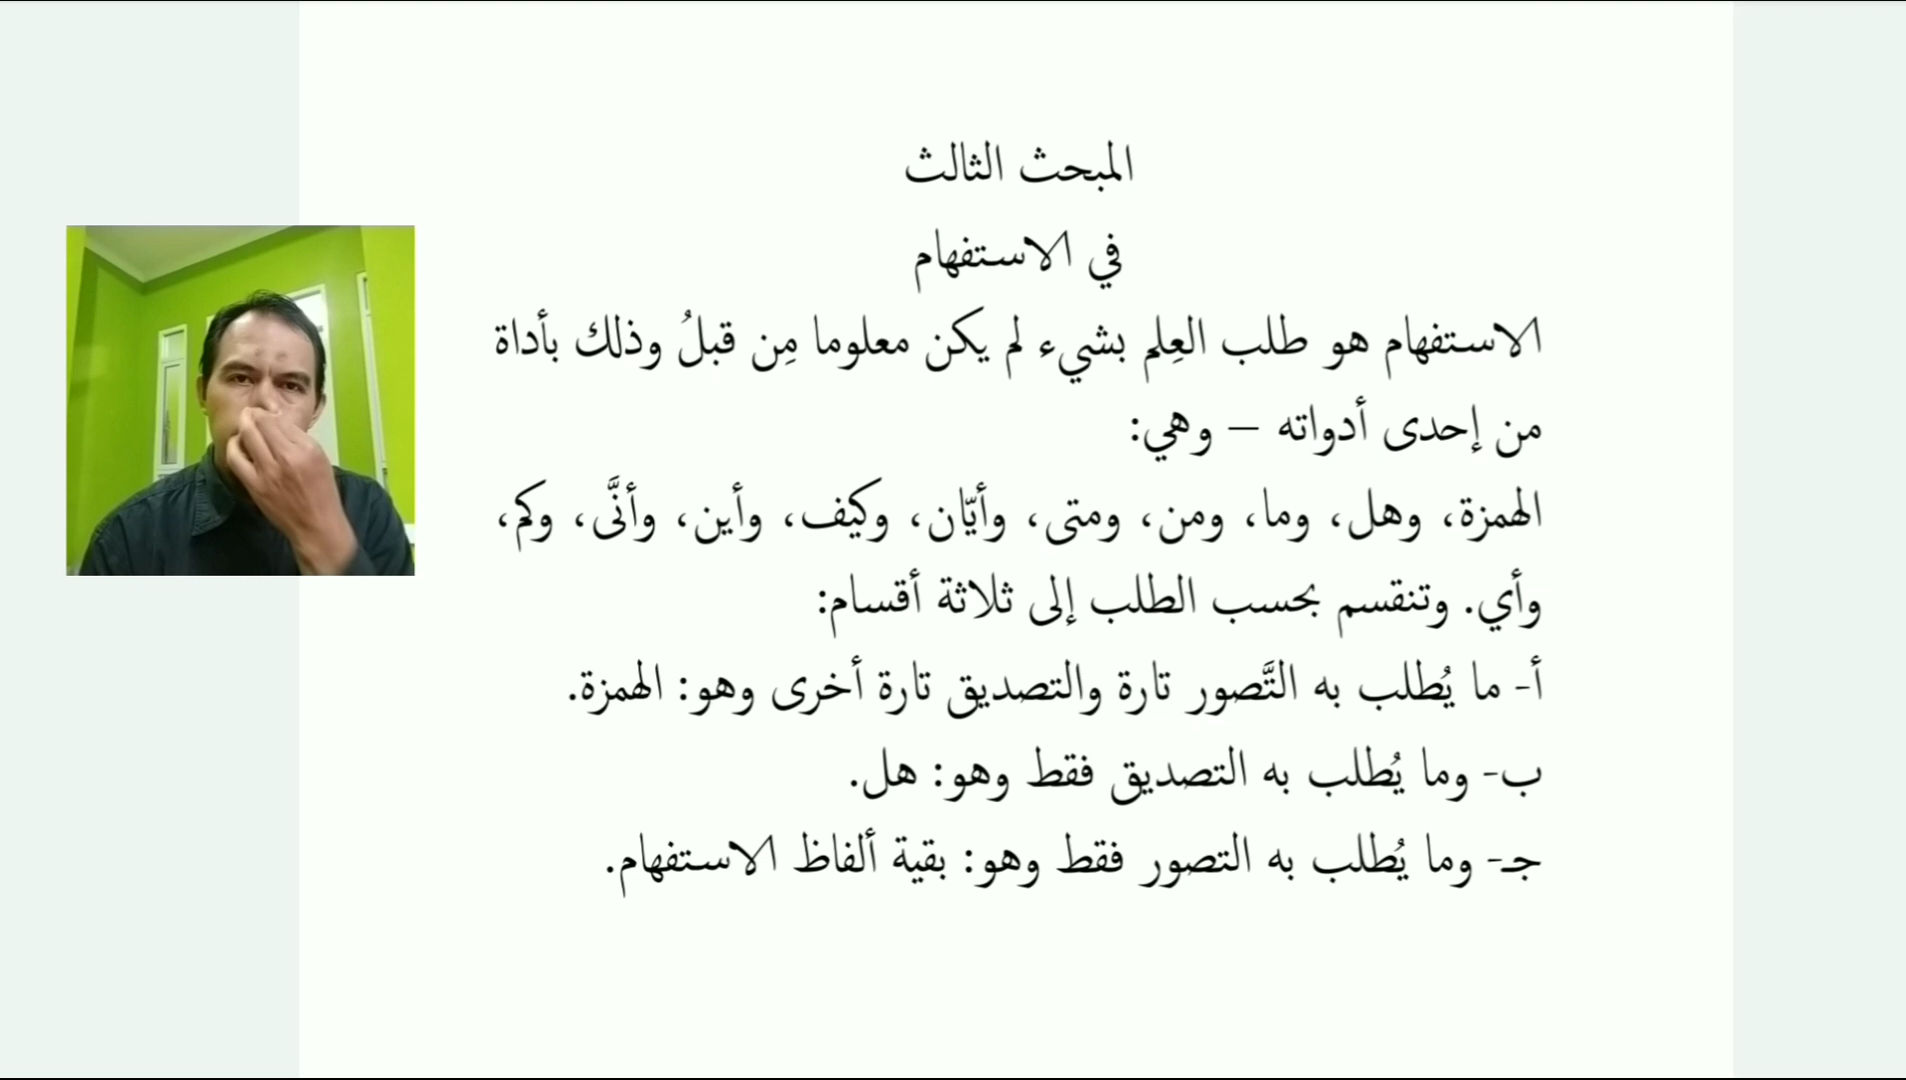 المبحث الثالث
في الاستفهام
الاستفهام هو طلب العِلم بشيء لم يكن معلوما مِن قبلُ وذلك بأداة
من إحدى أدواته – وهي:
الهمزة، وهل، وما، ومن، ومتى، وأيّان، وكيف، وأين، وأنَّى، وكم،
وأي. وتنقسم بحسب الطلب إلى ثلاثة أقسام:
أ- ما يُطلب به التَّصور تارة والتصديق تارة أخرى وهو: الهمزة.
ب- وما يُطلب به التصديق فقط وهو: هل.
جـ- وما يُطلب به التصور فقط وهو: بقية ألفاظ الاستفهام.